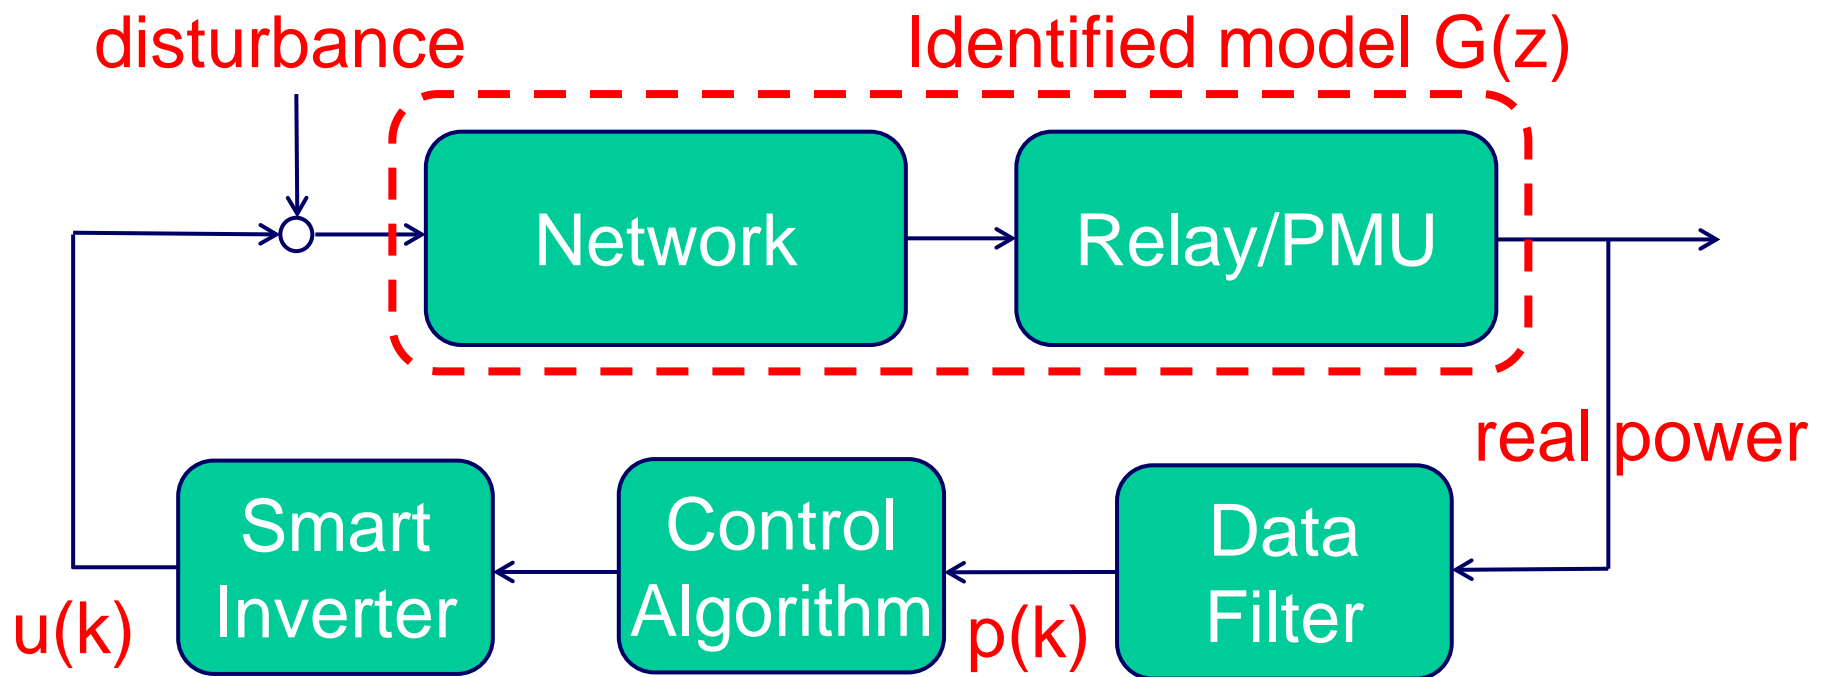 disturbance
Identified model G(z)
Network
Relay/PMU
real power
Smart
Inverter
Control
Algorithm
Data
Filter
u(k)
p(k)